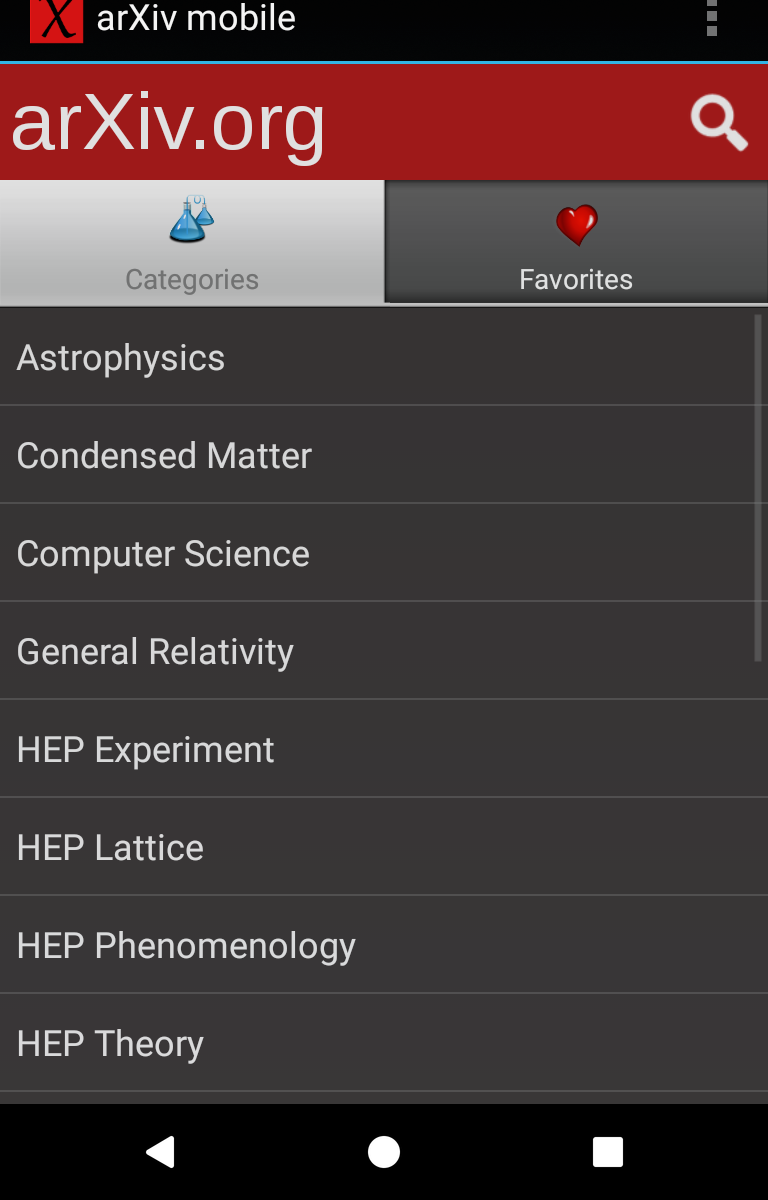 arXiv mobile
arXiv.org
Categories
Favorites
Astrophysics
Condensed Matter
Computer Science
General Relativity
HEP Experiment
HEP Lattice
HEP Phenomenology
HEP Theory